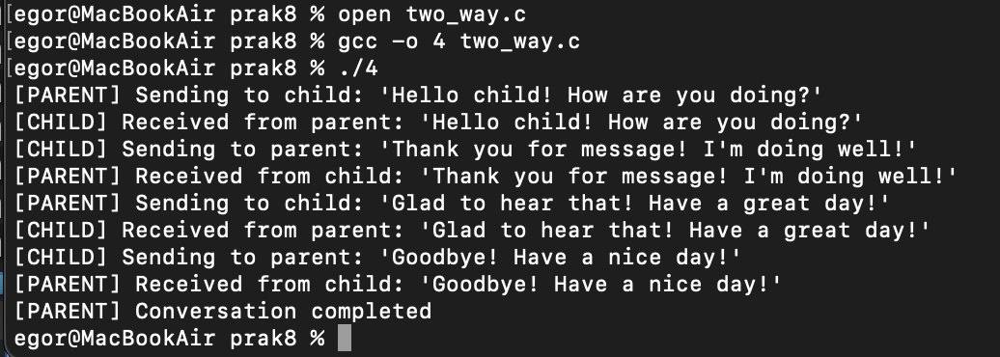 [egor@MacBookAir prak8 % open two_way.c
[egor@MacBookAir prak8 % gcc -o 4 two_way.c
[egor@MacBookAir prak8 % ./4
[PARENT] Sending to child: 'Hello child! How are you doing?'
[CHILD] Received from parent: 'Hello child! How are you doing?'
[CHILD] Sending to parent: 'Thank you for message! I'm doing well!'
[PARENT] Received from child: 'Thank you for message! I'm doing well!'
[PARENT] Sending to child: 'Glad to hear that! Have a great day!'
[CHILD] Received from parent: 'Glad to hear that! Have a great day!'
[CHILD] Sending to parent: 'Goodbye! Have a nice day!'
[PARENT] Received from child: 'Goodbye! Have a nice day!'
[PARENT] Conversation completed
egor@MacBookAir prak8 %